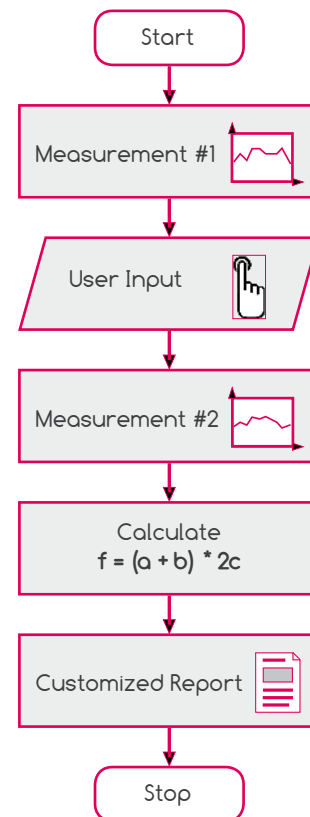 Start
Measurement #1
User Input
Measurement #2
Calculate
f = (a + b) * 2c
Customized Report
Stop